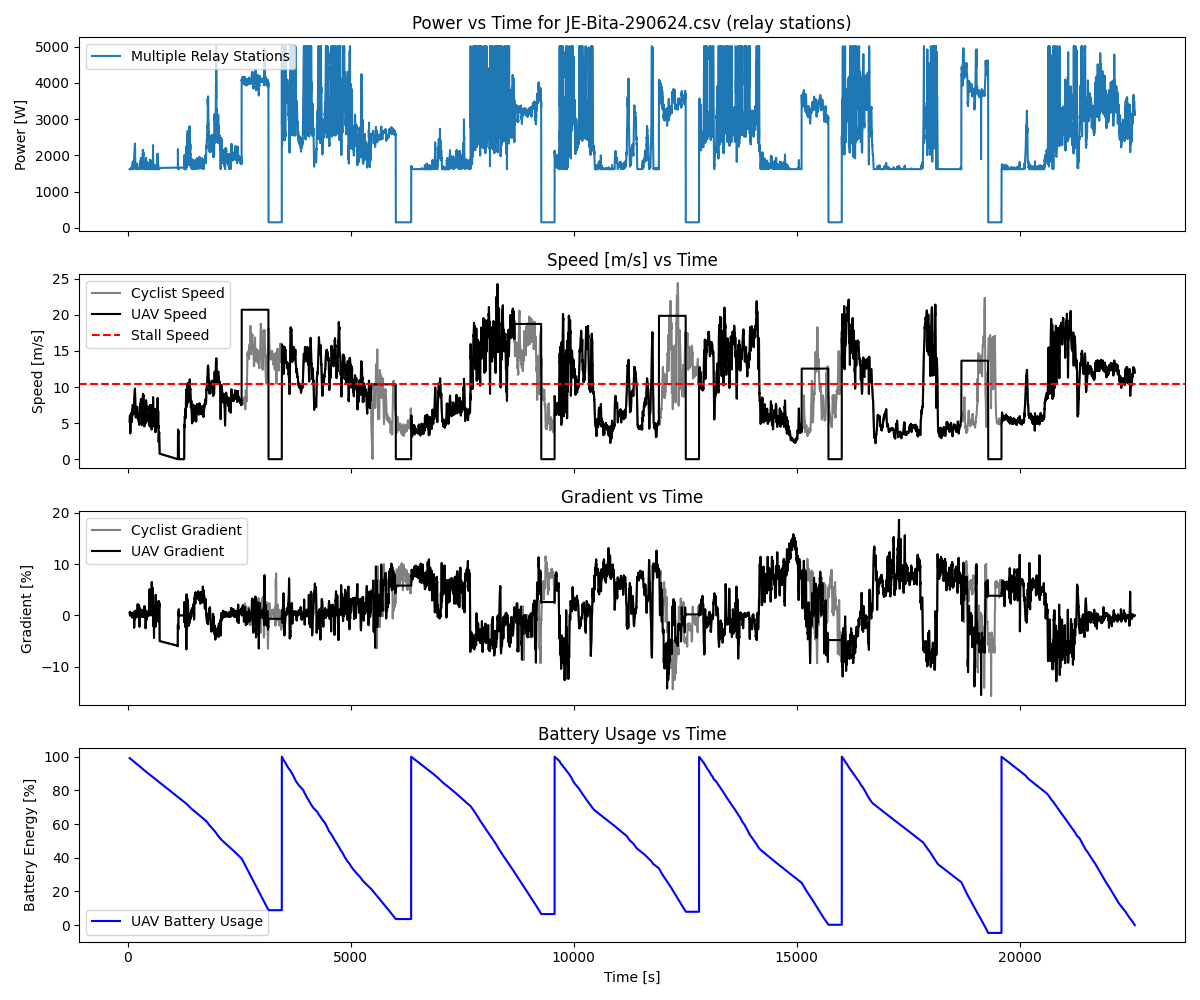 Power vs Time for JE-Bita-290624.csv (relay stations)
5000
4000
3000
2000
1000
0
Power [W]
Multiple Relay Stations
Speed [m/s] vs Time
25
20
15
10
5
0
Speed [m/s]
Cyclist Speed
UAV Speed
Stall Speed
Gradient vs Time
20
10
0
−10
Gradient [%]
Cyclist Gradient
UAV Gradient
Battery Usage vs Time
100
80
60
40
20
0
Battery Energy [%]
UAV Battery Usage
0 5000 10000 15000 20000
Time [s]